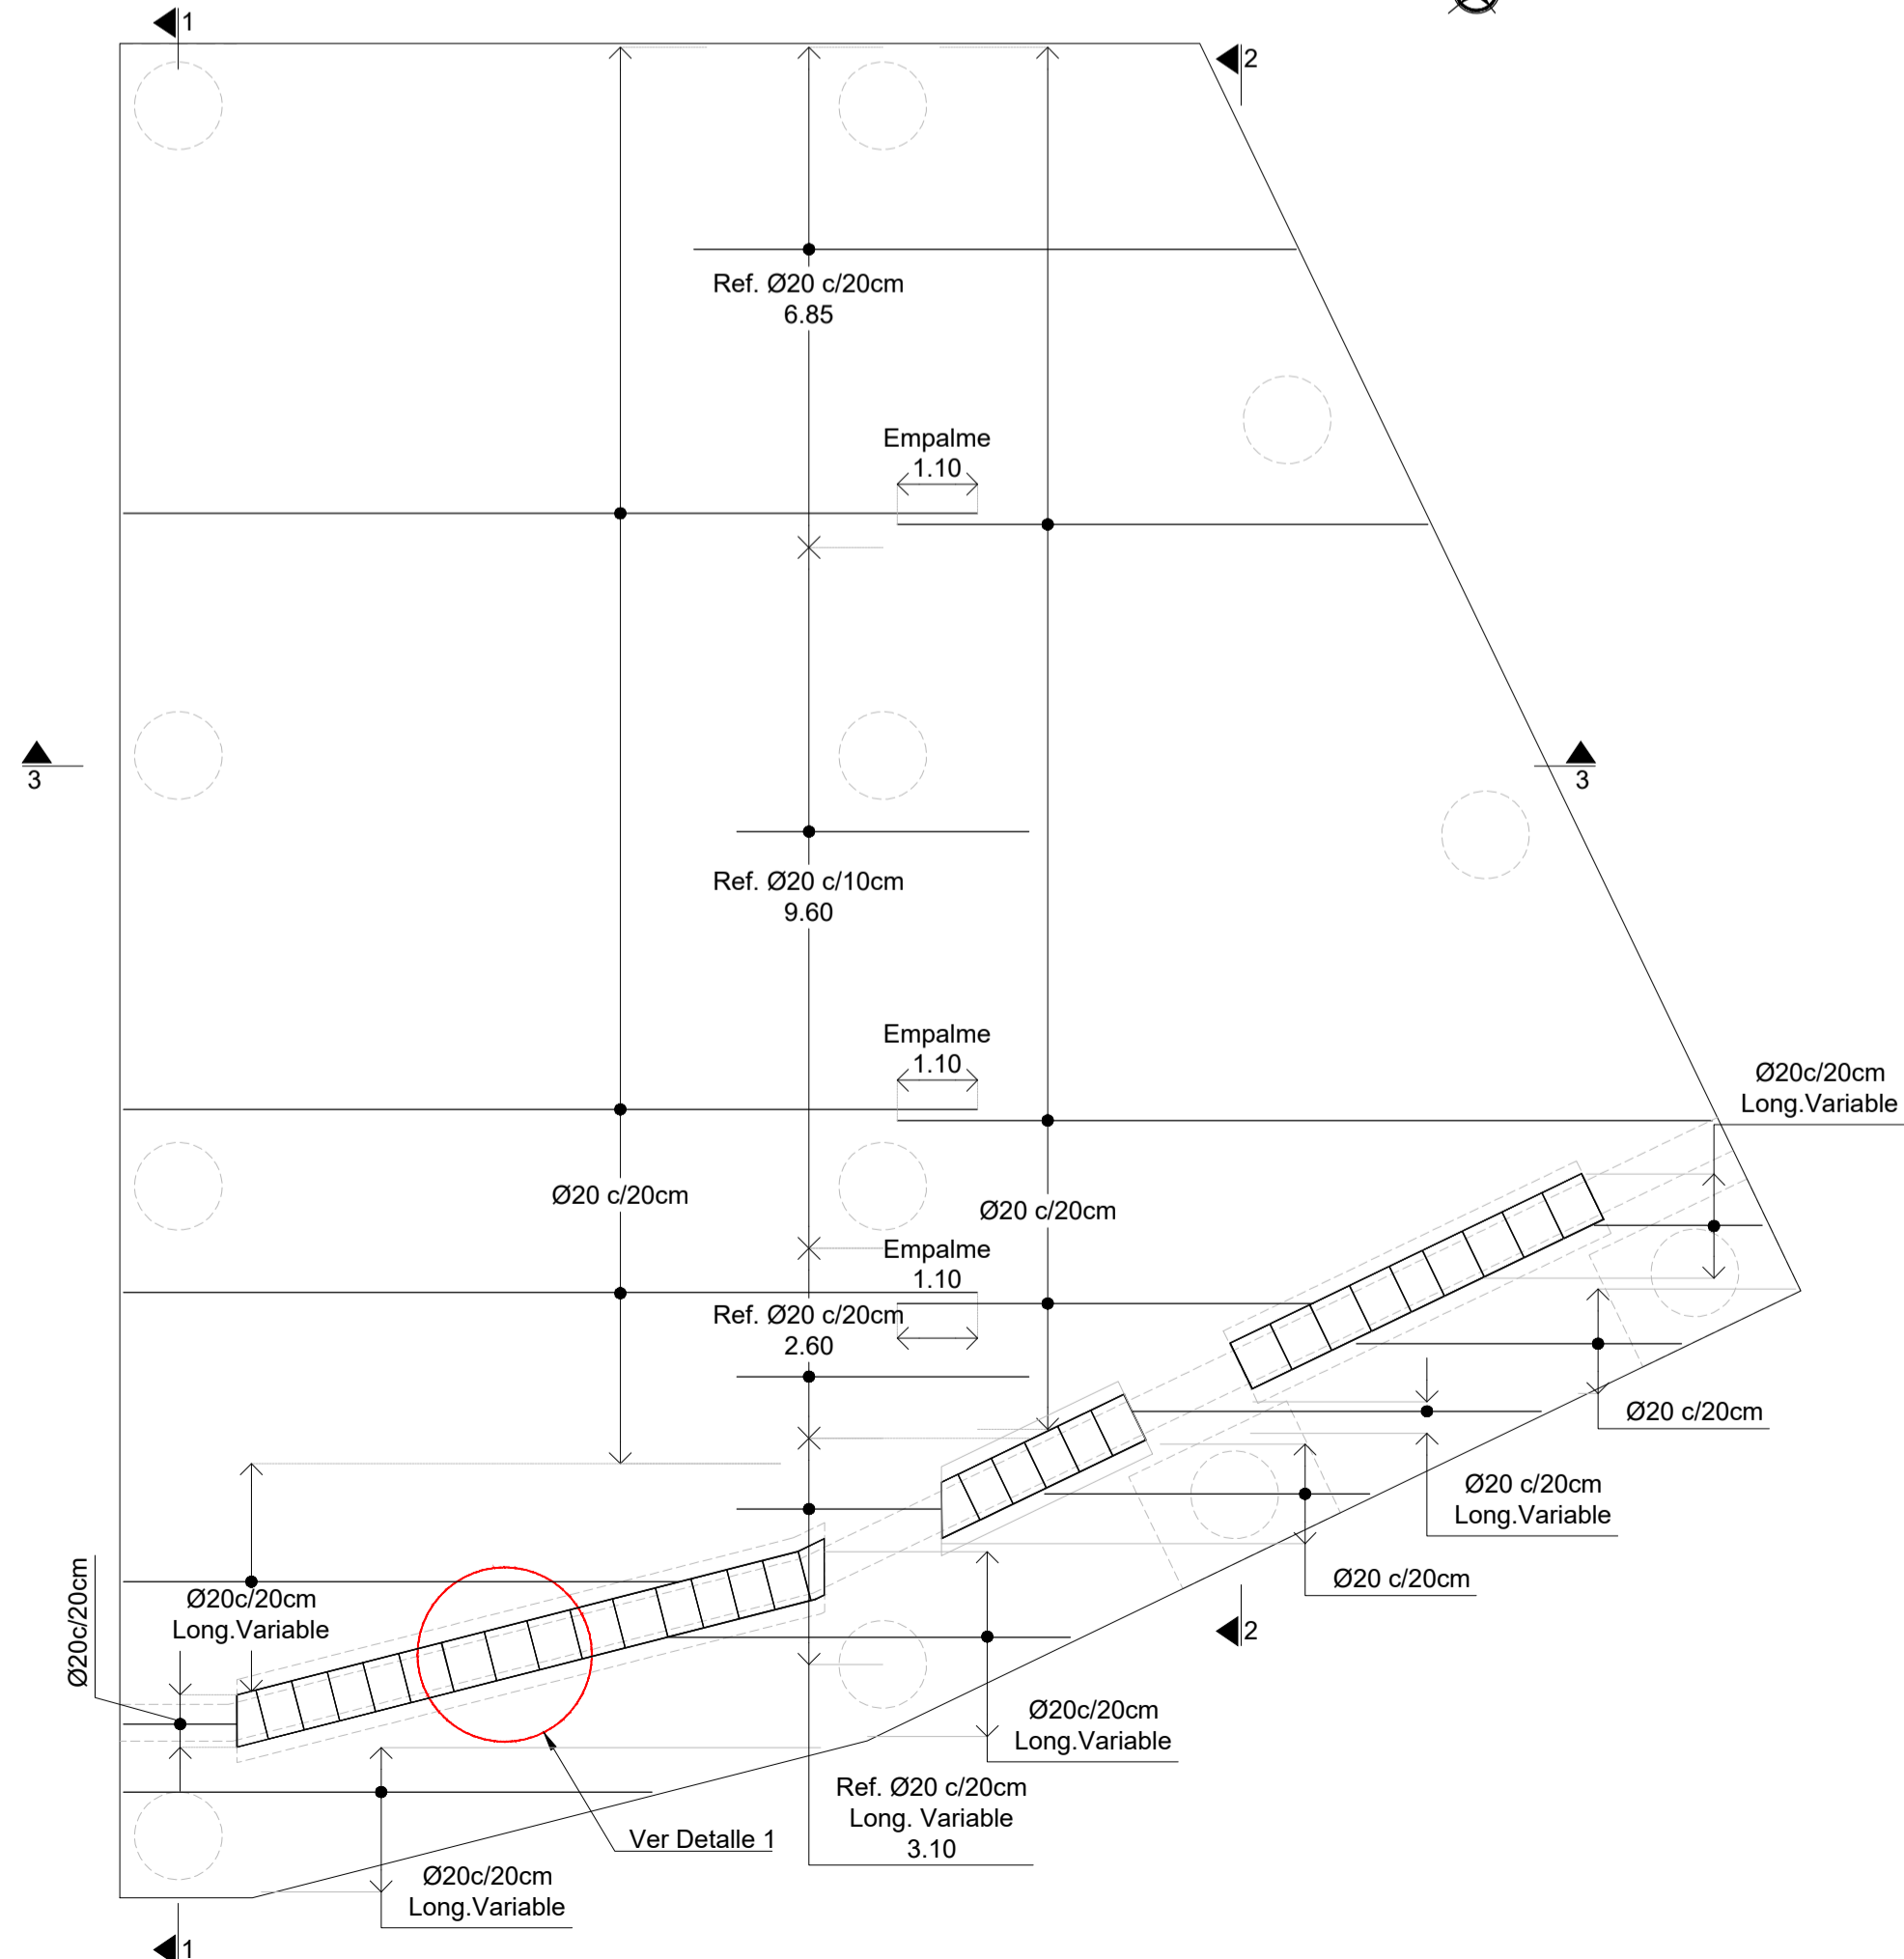 1
2
Ref. Ø20 c/20cm
6.85
Empalme
1.10
3
3
Ref. Ø20 c/10cm
9.60
Empalme
1.10
Ø20c/20cm
Long.Variable
Ø20 c/20cm
Ø20 c/20cm
Empalme
1.10
Ref. Ø20 c/20cm
2.60
Ø20 c/20cm
Ø20 c/20cm
Long.Variable
Ø20 c/20cm
Ø20c/20cm
Ø20c/20cm
Long.Variable
2
Ø20c/20cm
Long.Variable
Ref. Ø20 c/20cm
Long. Variable
3.10
Ver Detalle 1
Ø20c/20cm
Long.Variable
1